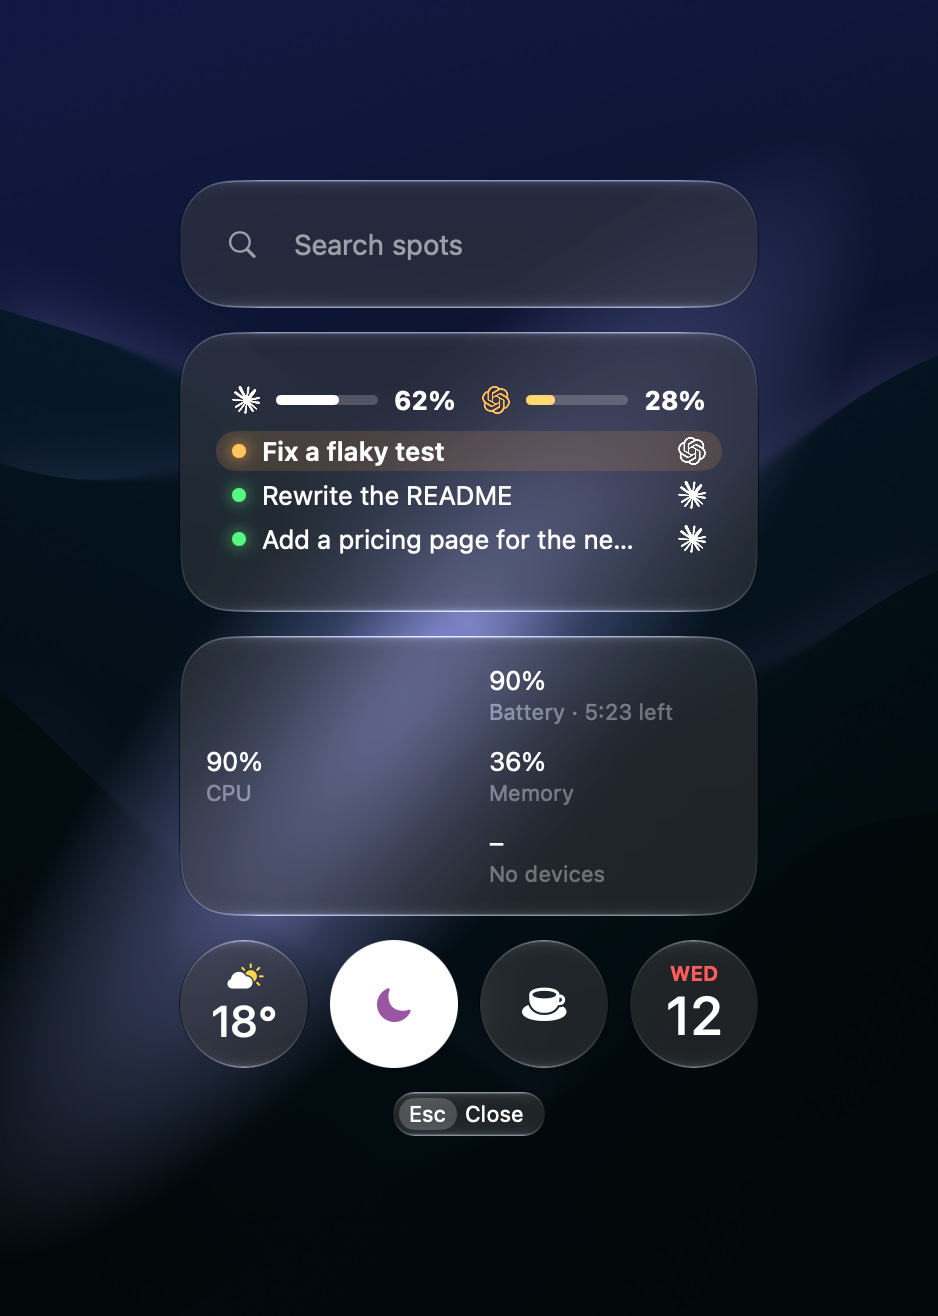 Search spots
62% 28%
Fix a flaky test
Rewrite the README
Add a pricing page for the ne...
90%
Battery · 5:23 left
90%
CPU
36%
Memory
–
No devices
18°
WED
12
Esc Close